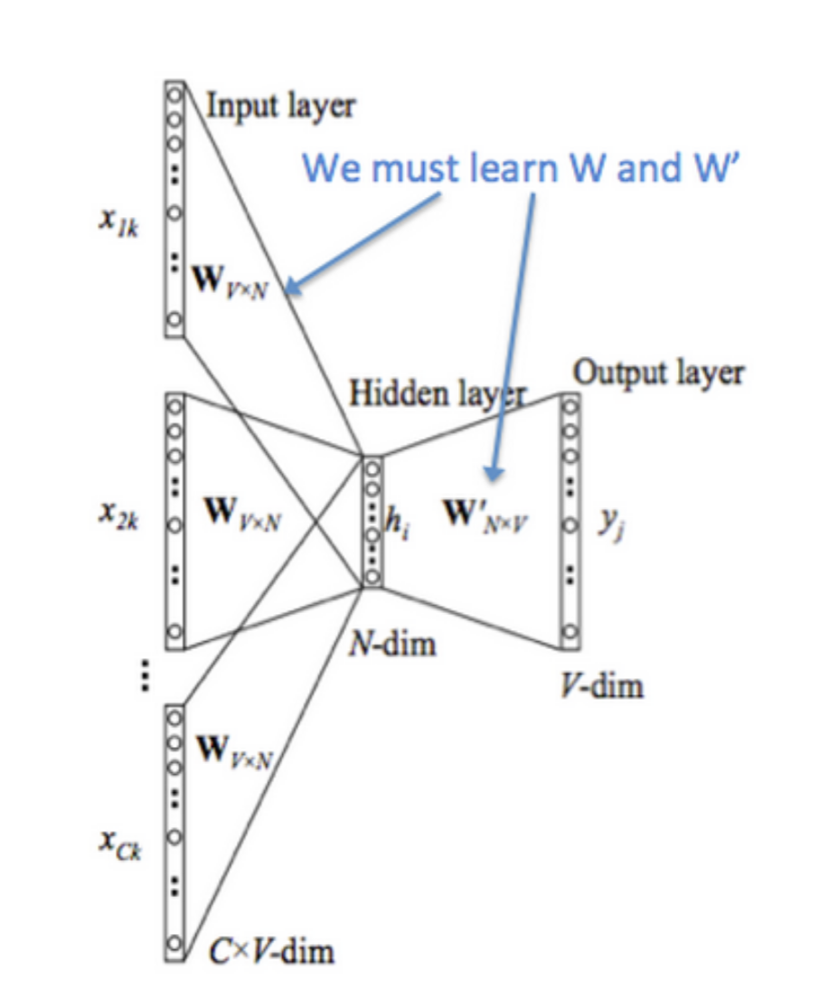 Input layer
We must learn W and W’
x1k
WV×N
Hidden layer
Output layer
x2k
WV×N
hi
W'N×V
yj
N-dim
V-dim
WV×N
xCk
C×V-dim